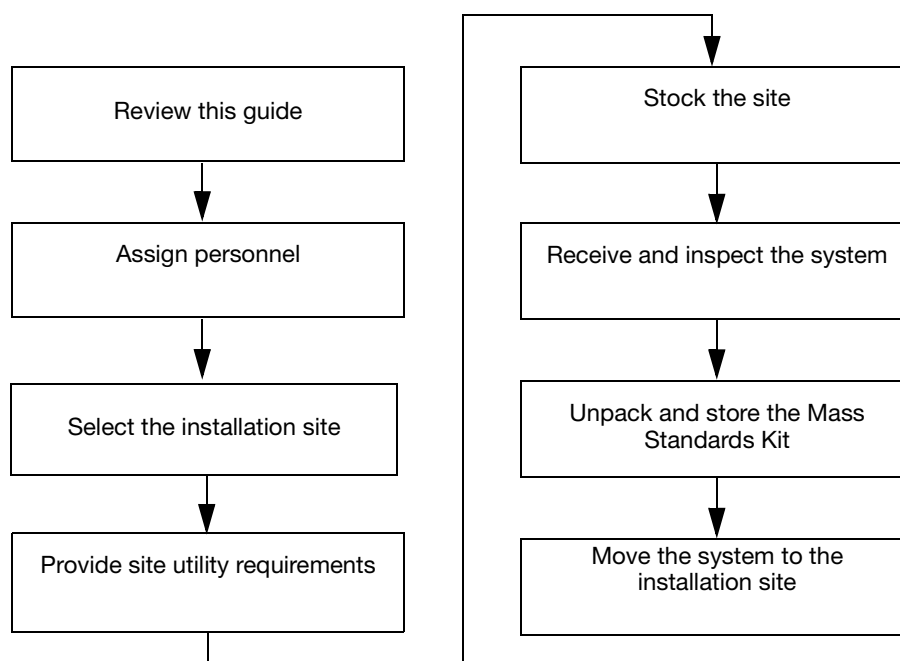 Review this guide
Assign personnel
Select the installation site
Provide site utility requirements
Stock the site
Receive and inspect the system
Unpack and store the Mass
Standards Kit
Move the system to the
installation site